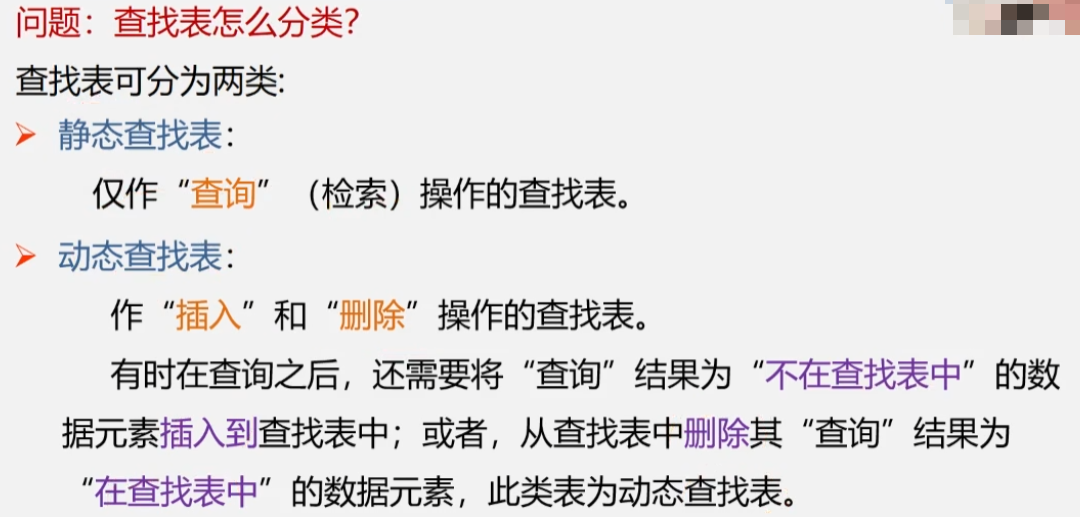 问题：查找表怎么分类？
查找表可分为两类:
静态查找表：
仅作“查询”（检索）操作的查找表。
动态查找表：
作“插入”和“删除”操作的查找表。
有时在查询之后，还需要将“查询”结果为“不在查找表中”的数
据元素插入到查找表中；或者，从查找表中删除其“查询”结果为
“在查找表中”的数据元素，此类表为动态查找表。